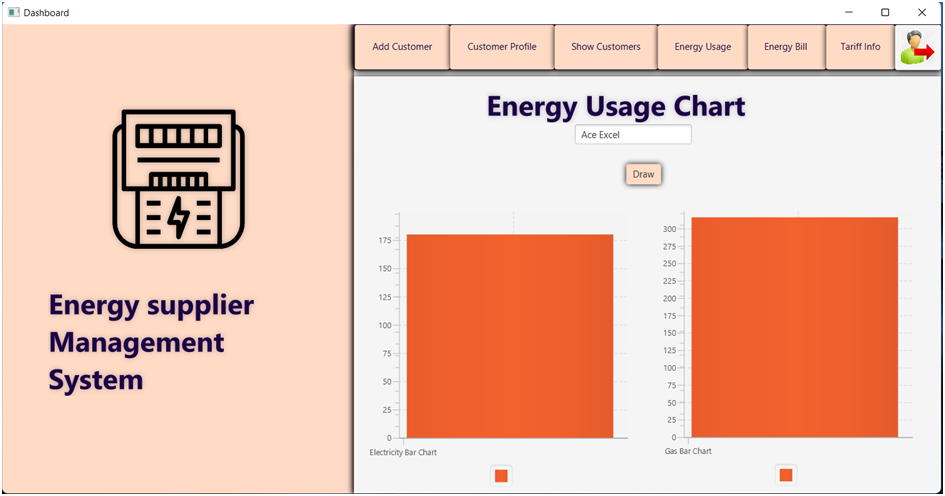 Dashboard
Add Customer
Customer Profile
Show Customers
Energy Usage
Energy Bill
Tariff Info
Energy supplier
Management
System
Energy Usage Chart
Ace Excel
Draw
175
150
125
100
75
50
25
0
Electricity Bar Chart
300
275
250
225
200
175
150
125
100
75
50
25
0
Gas Bar Chart